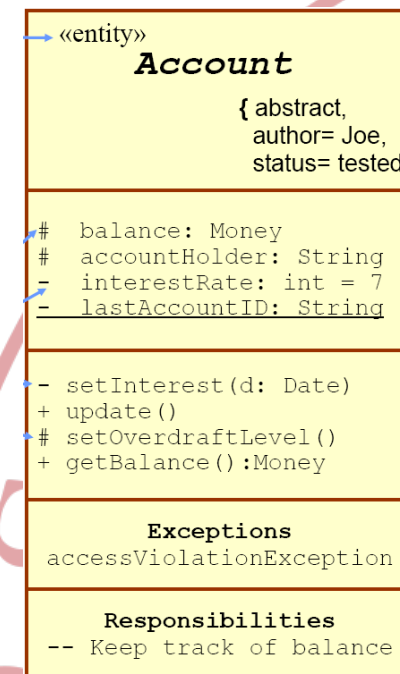 «entity»
Account
{ abstract,
author= Joe,
status= tested
# balance: Money
# accountHolder: String
- interestRate: int = 7
- lastAccountID: String
- setInterest(d: Date)
+ update()
# setOverdraftLevel()
+ getBalance():Money
Exceptions
accessViolationException
Responsibilities
-- Keep track of balance